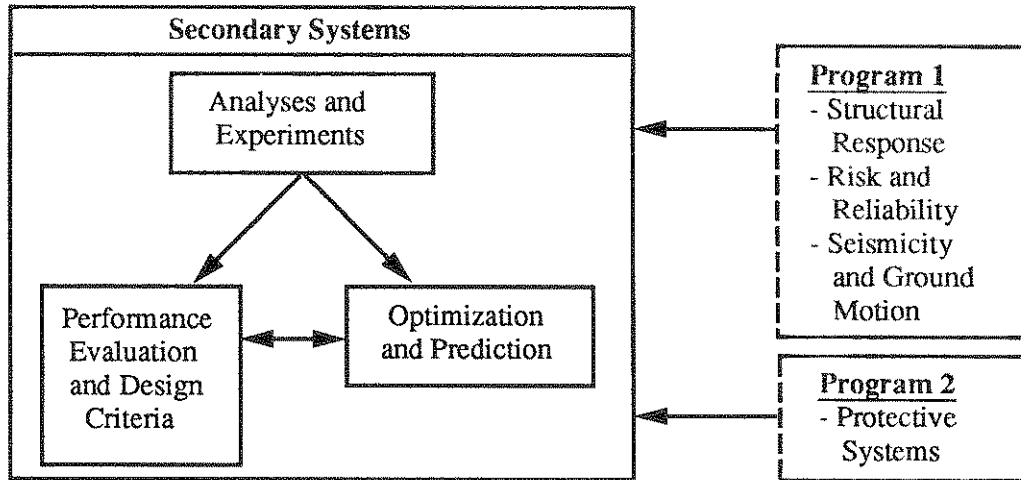 Secondary Systems
Analyses and
Experiments
Performance
Evaluation
and Design
Criteria
Optimization
and Prediction
Program 1
- Structural
Response
- Risk and
Reliability
- Seismicity
and Ground
Motion
Program 2
- Protective
Systems